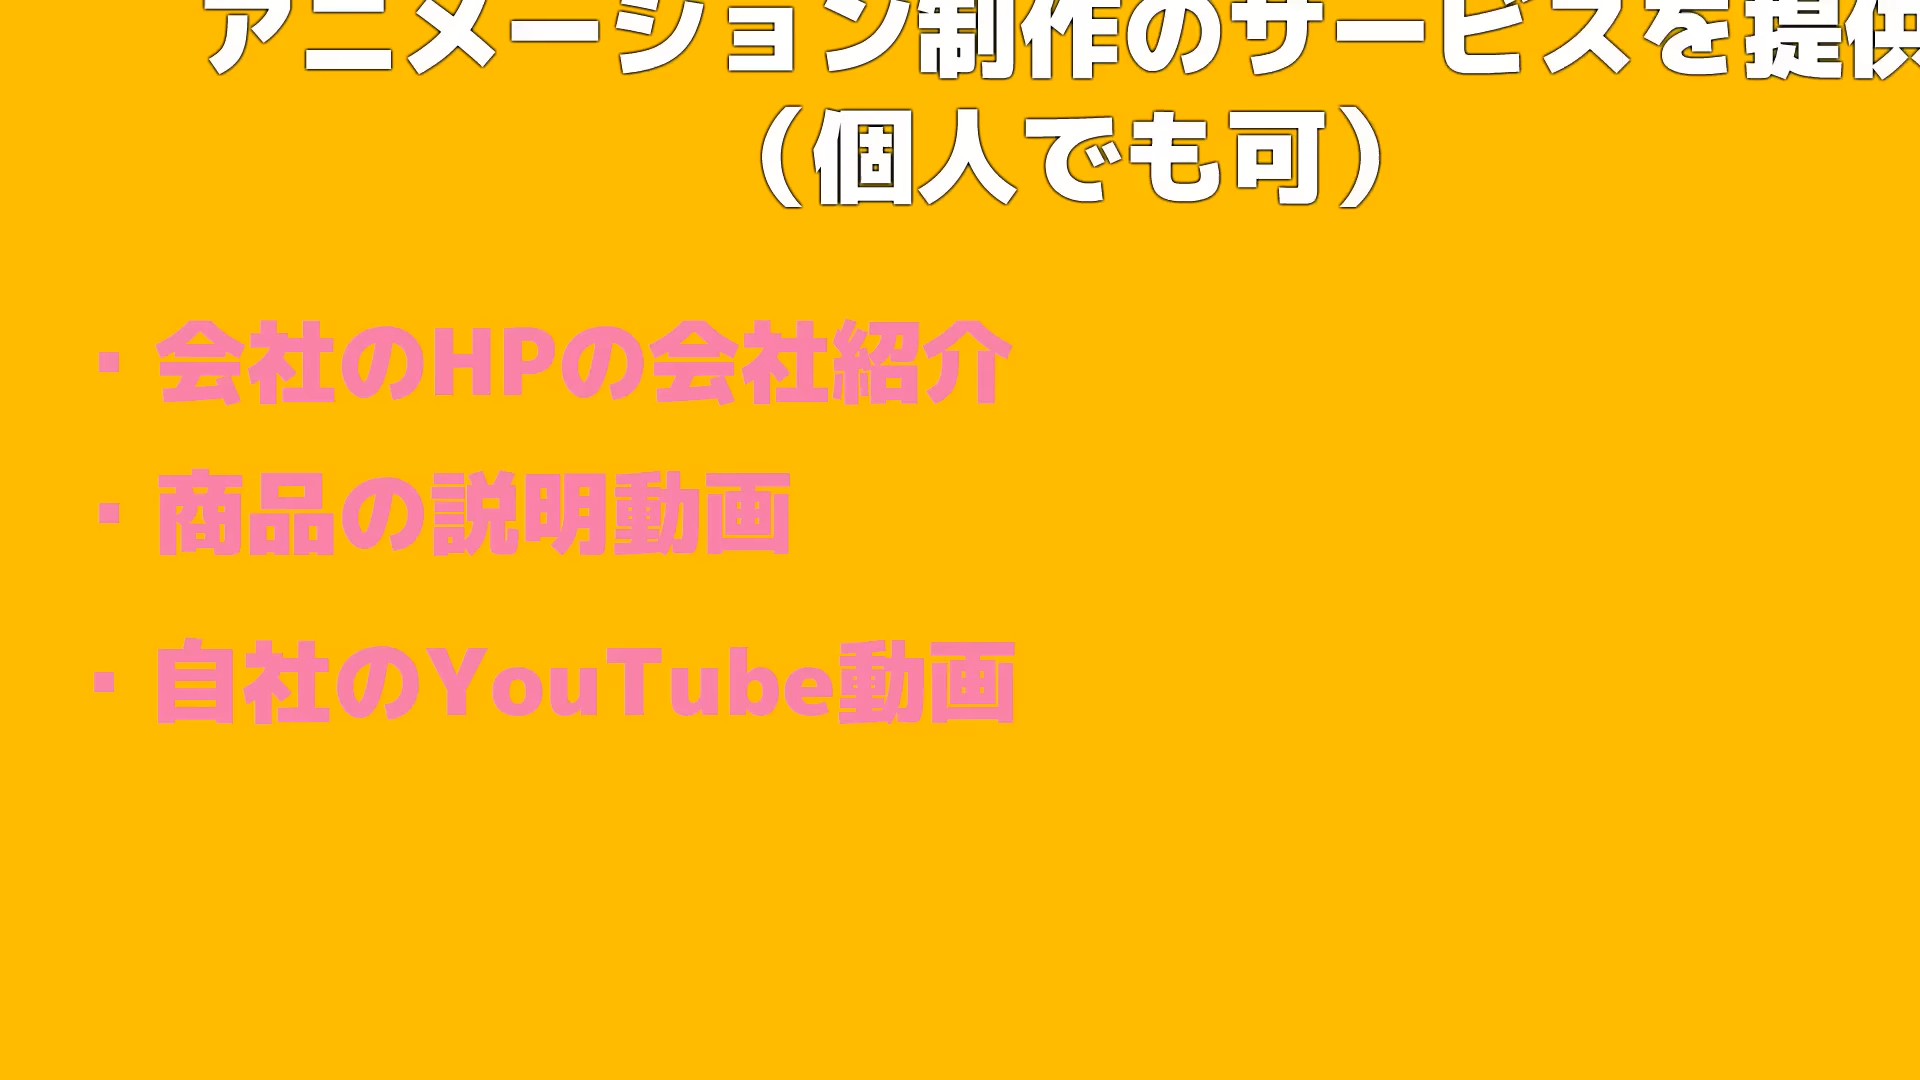 アニメーション制作のサービスを提供
（個人でも可）
・会社のHPの会社紹介
・商品の説明動画
・自社のYouTube動画